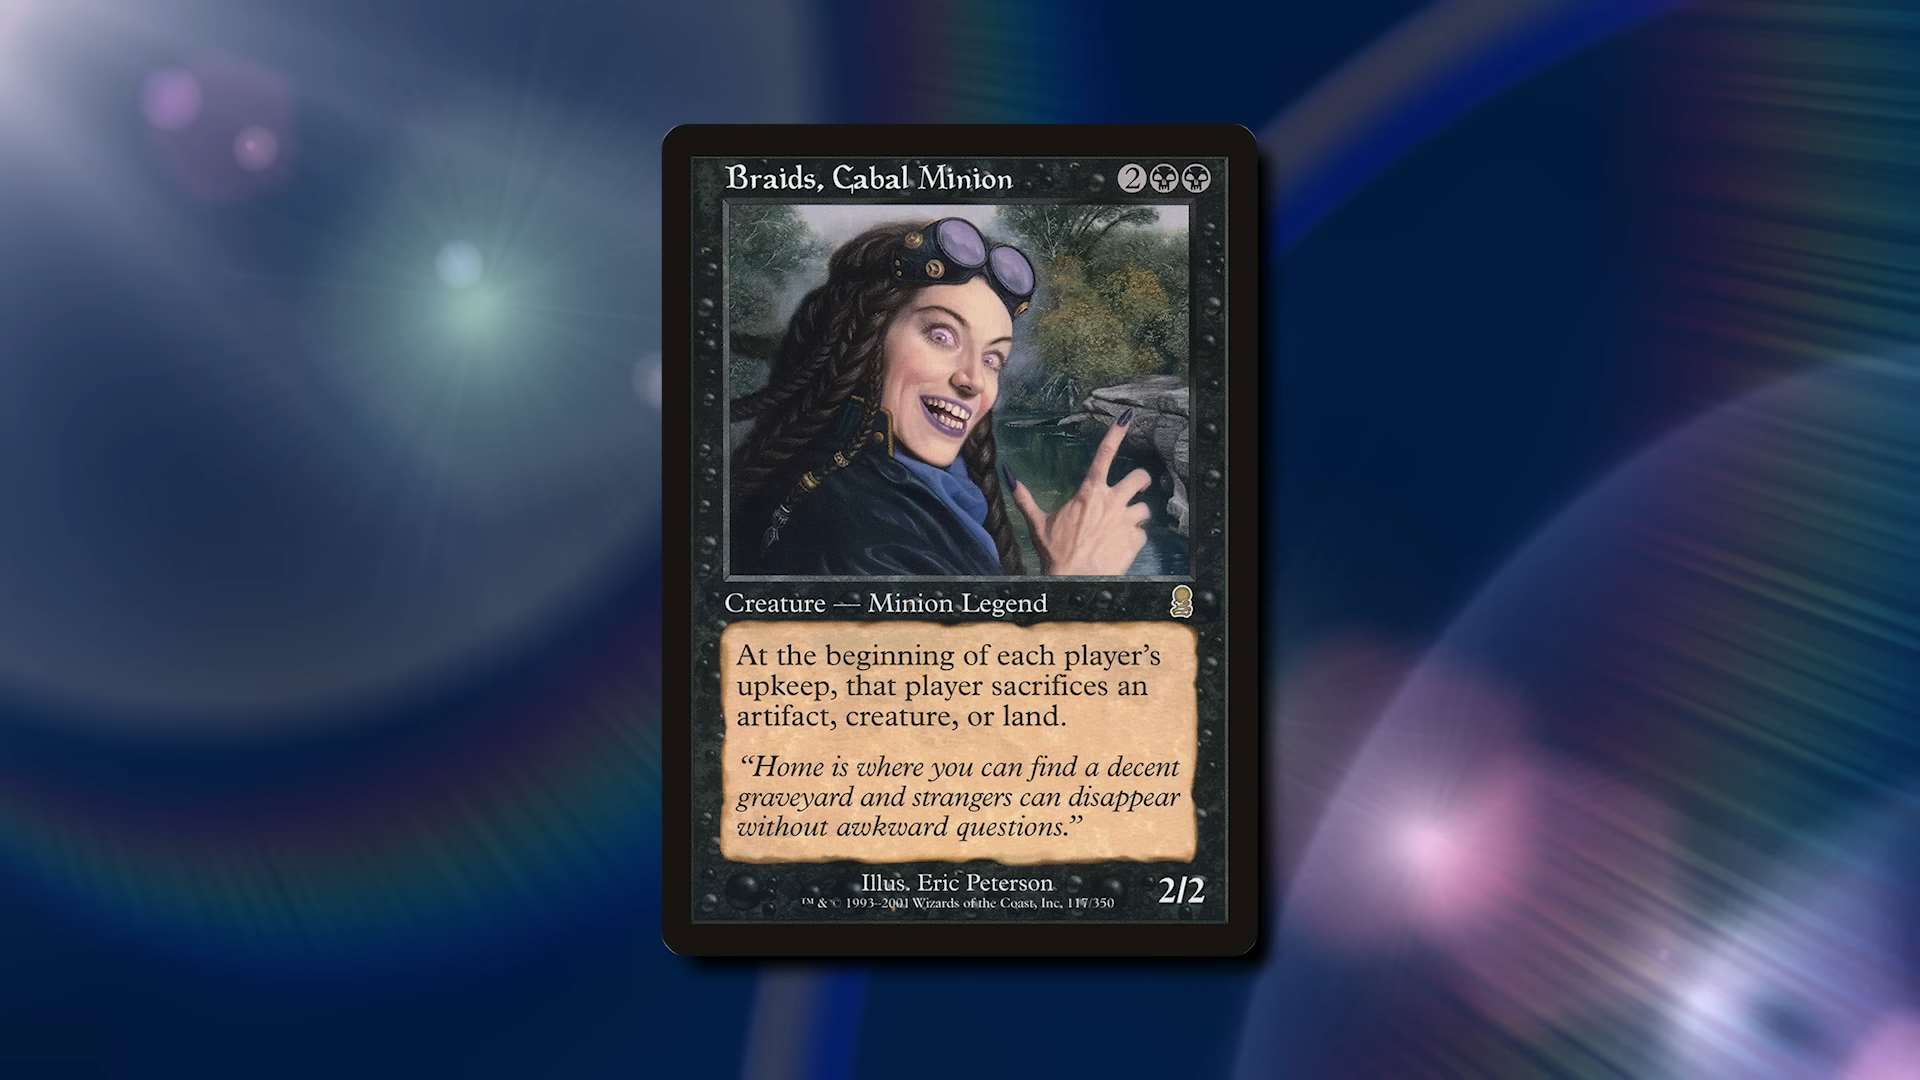 Braids, Cabal Minion 2
Creature — Minion Legend
At the beginning of each player's
upkeep, that player sacrifices an
artifact, creature, or land.
“Home is where you can find a decent
graveyard and strangers can disappear
without awkward questions.”
Illus. Eric Peterson
2/2
™ & © 1993–2001 Wizards of the Coast, Inc. 117/350